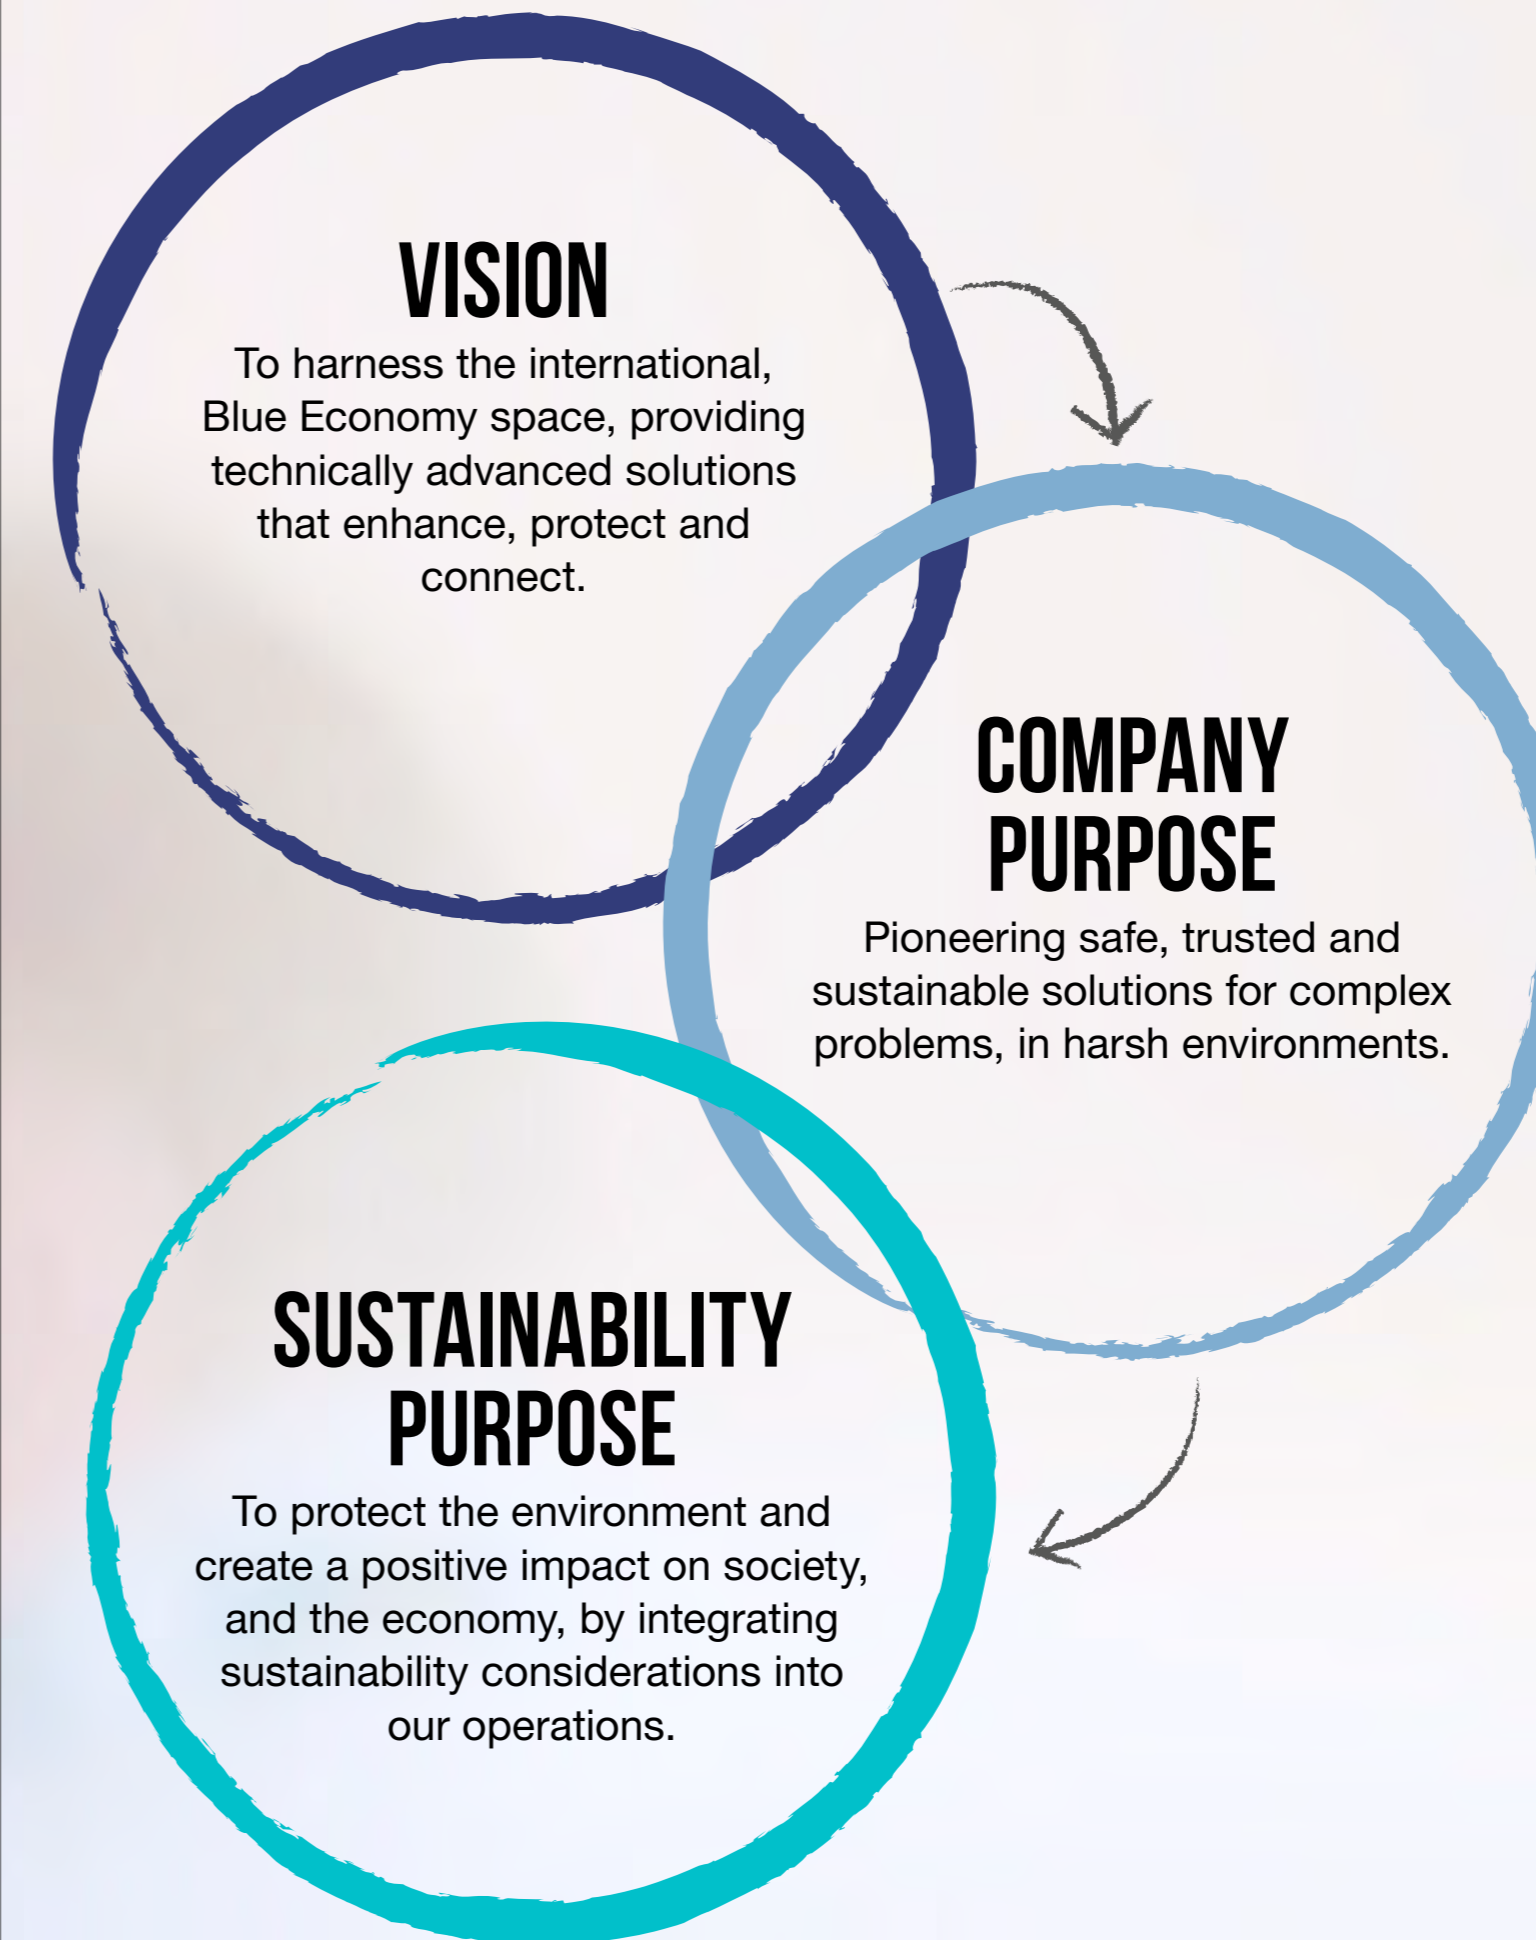 VISION
To harness the international,
Blue Economy space, providing
technically advanced solutions
that enhance, protect and
connect.
COMPANY
PURPOSE
Pioneering safe, trusted and
sustainable solutions for complex
problems, in harsh environments.
SUSTAINABILITY
PURPOSE
To protect the environment and
create a positive impact on society,
and the economy, by integrating
sustainability considerations into
our operations.